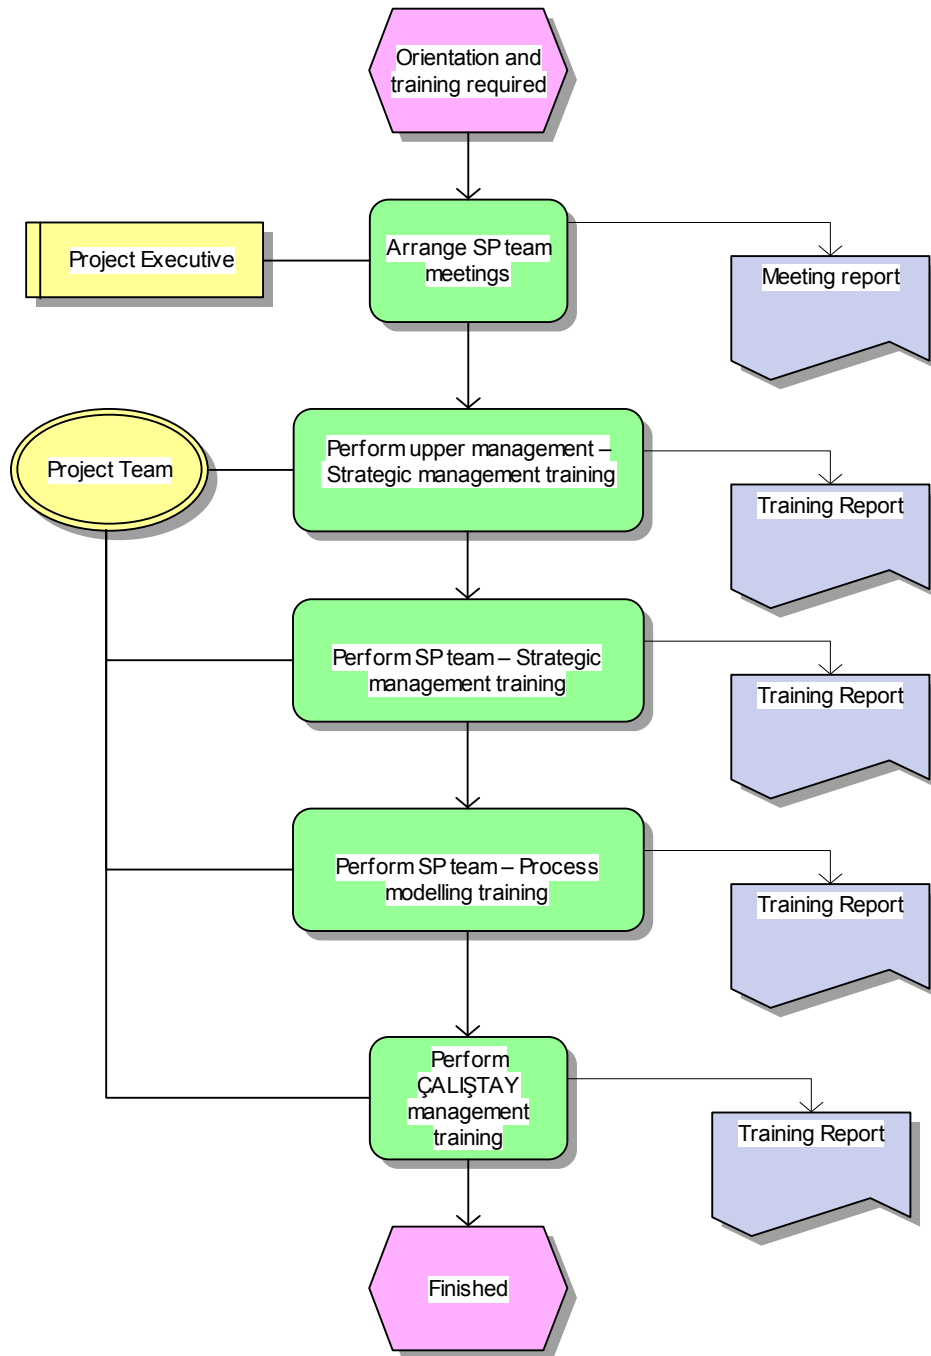 Orientation and
training required
Project Executive
Arrange SP team
meetings
Meeting report
Project Team
Perform upper management –
Strategic management training
Training Report
Perform SP team – Strategic
management training
Training Report
Perform SP team – Process
modelling training
Training Report
Perform
ÇALIŞTAY
management
training
Training Report
Finished